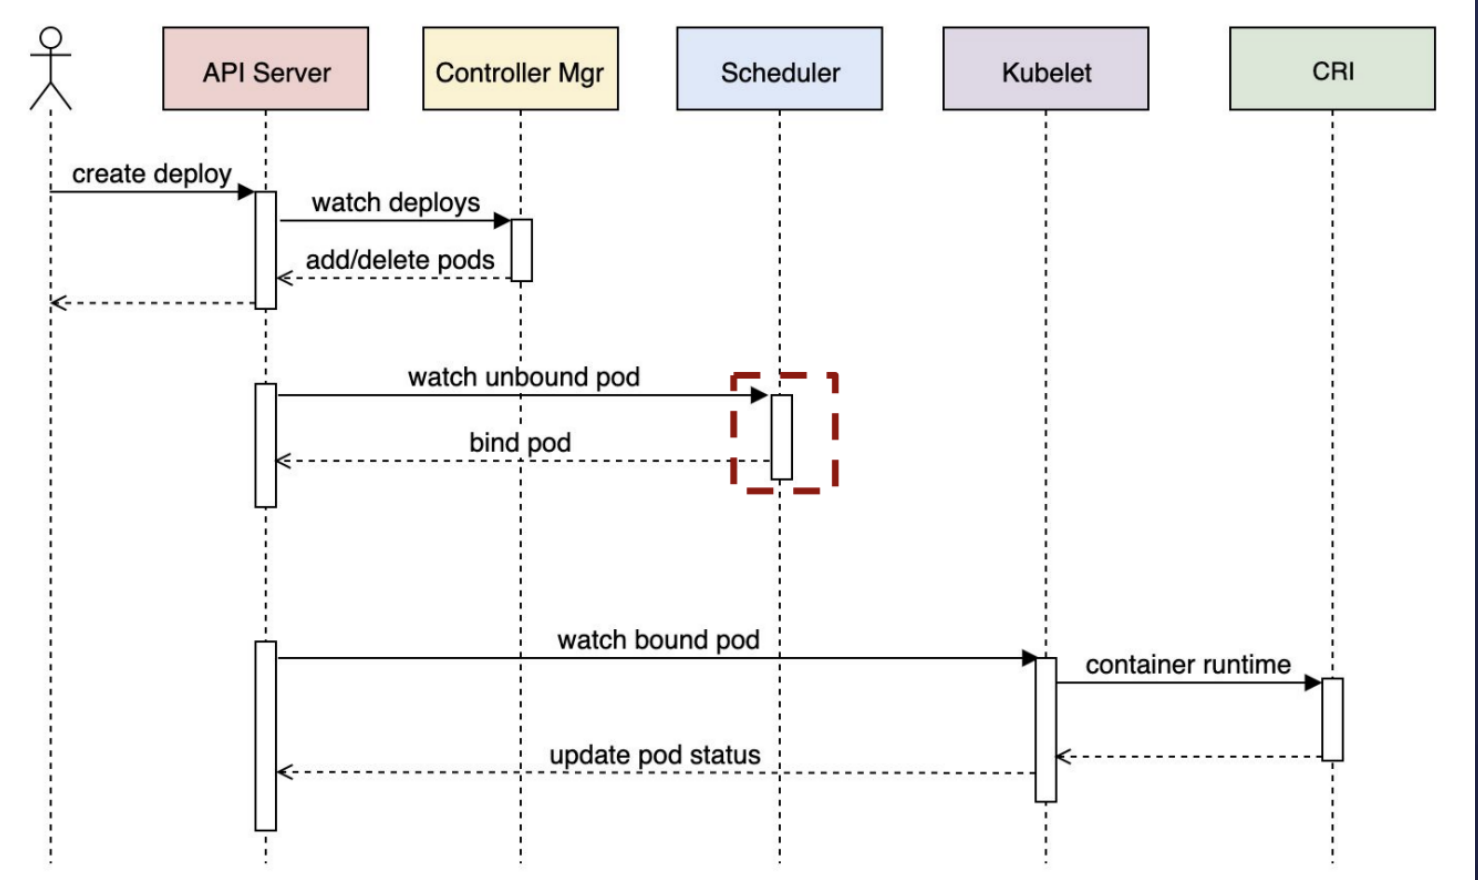 API Server
Controller Mgr
Scheduler
Kubelet
CRI
create deploy
watch deploys
add/delete pods
watch unbound pod
bind pod
watch bound pod
container runtime
update pod status